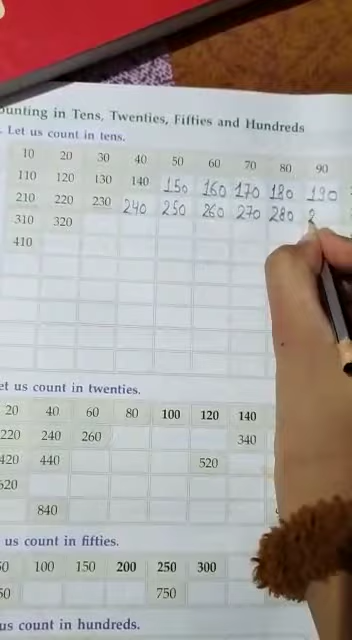 ounting in Tens, Twenties, Fifties and Hundreds
. Let us count in tens.
10 20 30 40 50 60 70 80 90
110 120 130 140 150 160 170 180 190
210 220 230 240 250 260 270 280 2
310 320
410
et us count in twenties.
20 40 60 80 100 120 140
220 240 260 340
420 440 520
520
840
us count in fifties.
50 100 150 200 250 300
50 750
us count in hundreds.